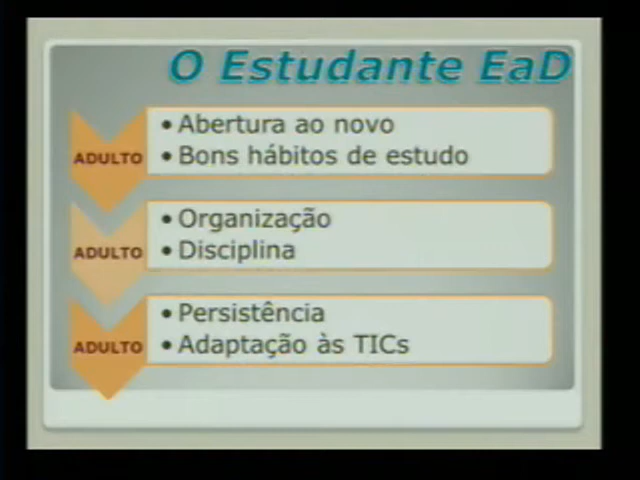 O Estudante EaD
ADULTO
• Abertura ao novo
• Bons hábitos de estudo
ADULTO
• Organização
• Disciplina
ADULTO
• Persistência
• Adaptação às TICs